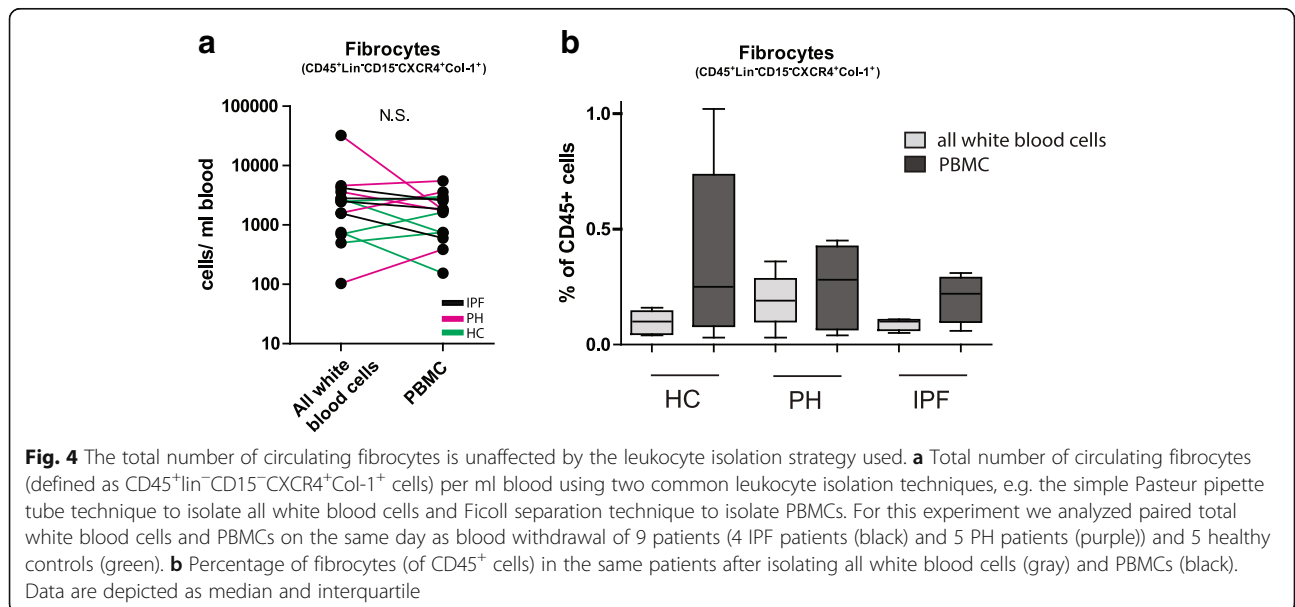 a
Fibrocytes
(CD45⁺Lin⁻CD15⁻CXCR4⁺Col-1⁺)
N.S.
100000
10000
1000
100
10
cells/ ml blood
IPF
PH
HC
All white
blood cells
PBMC
b
Fibrocytes
(CD45⁺Lin⁻CD15⁻CXCR4⁺Col-1⁺)
1.0
0.5
0.0
% of CD45+ cells
all white blood cells
PBMC
HC
PH
IPF
Fig. 4 The total number of circulating fibrocytes is unaffected by the leukocyte isolation strategy used. a Total number of circulating fibrocytes
(defined as CD45⁺lin⁻CD15⁻CXCR4⁺Col-1⁺ cells) per ml blood using two common leukocyte isolation techniques, e.g. the simple Pasteur pipette
tube technique to isolate all white blood cells and Ficoll separation technique to isolate PBMCs. For this experiment we analyzed paired total
white blood cells and PBMCs on the same day as blood withdrawal of 9 patients (4 IPF patients (black) and 5 PH patients (purple)) and 5 healthy
controls (green). b Percentage of fibrocytes (of CD45⁺ cells) in the same patients after isolating all white blood cells (gray) and PBMCs (black).
Data are depicted as median and interquartile